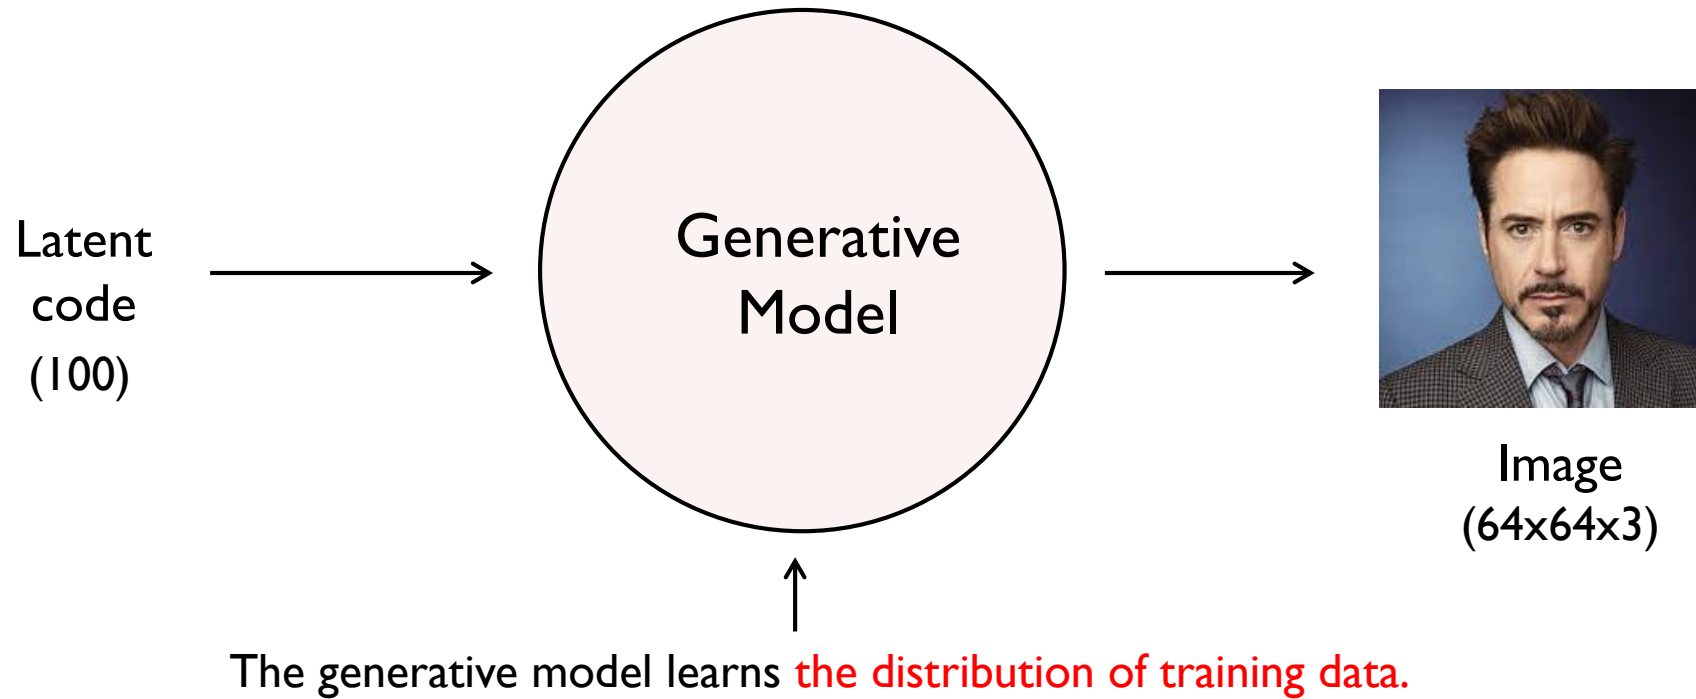 Latent
code
(100)
Generative
Model
Image
(64x64x3)
The generative model learns the distribution of training data.